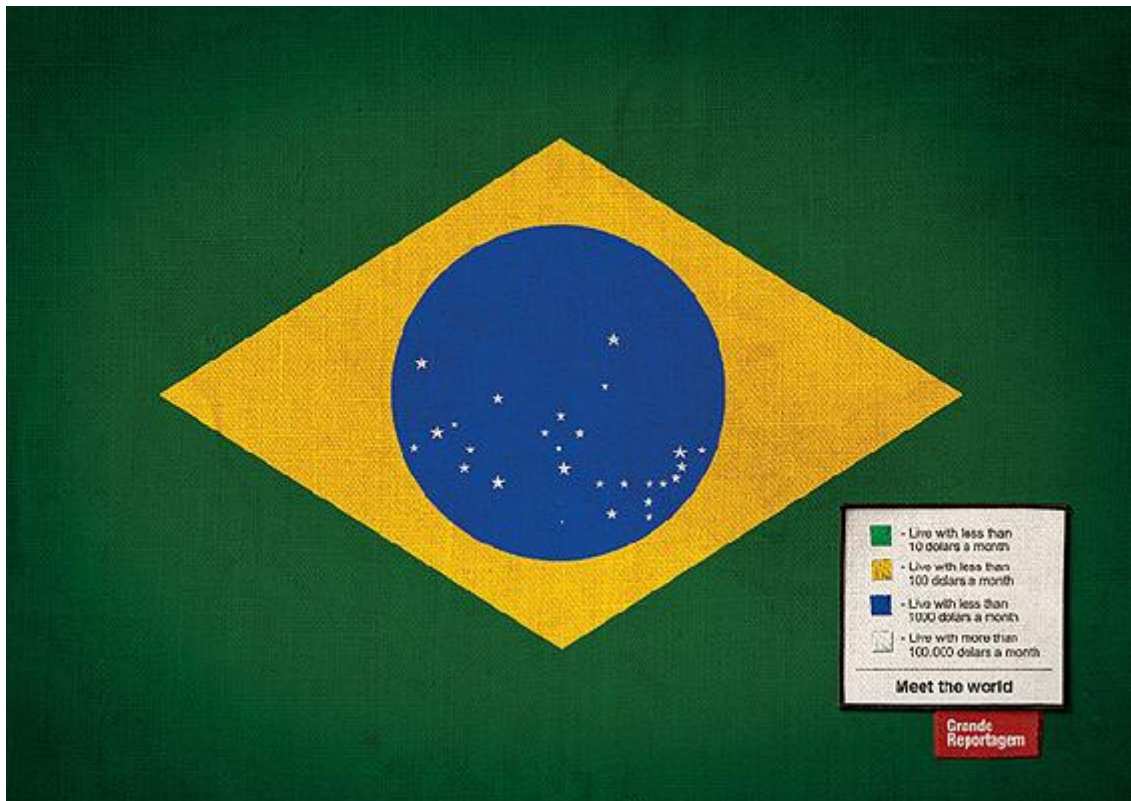 - Live with less than
10 dolars a month
- Live with less than
100 dolars a month
- Live with less than
1000 dolars a month
- Live with more than
100.000 dolars a month
Meet the world
Grande
Reportagem